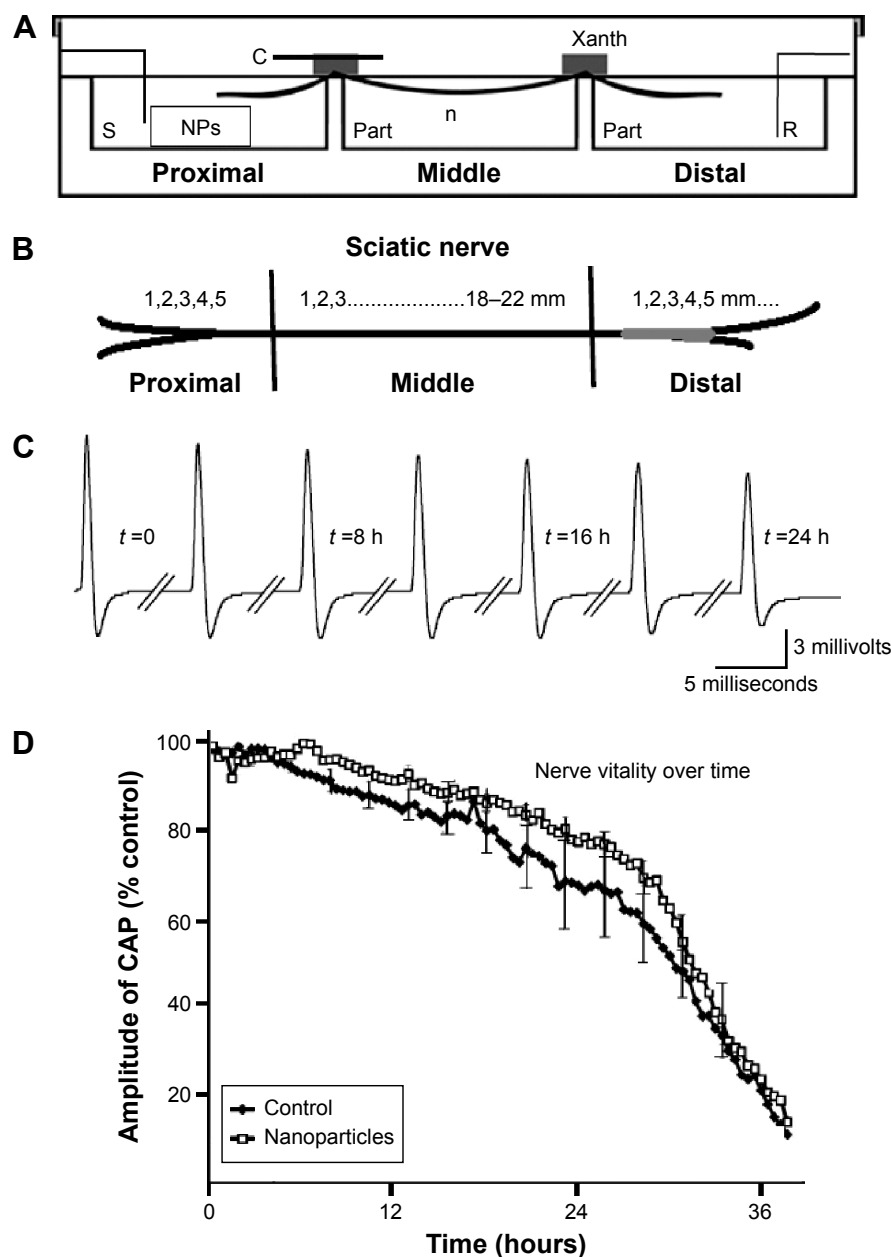 A
C
Xanth
S
NPs
Part
n
Part
R
Proximal
Middle
Distal
B
Sciatic nerve
1,2,3,4,5
1,2,3.....................18–22 mm
1,2,3,4,5 mm....
Proximal
Middle
Distal
C
t =0
t =8 h
t =16 h
t =24 h
3 millivolts
5 milliseconds
D
Nerve vitality over time
Amplitude of CAP (% control)
100
80
60
40
20
Control
Nanoparticles
0
12
24
36
Time (hours)